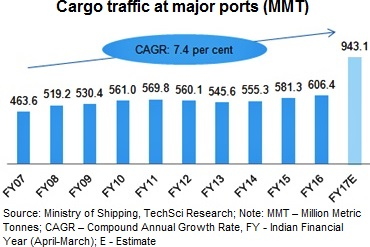 Cargo traffic at major ports (MMT)
CAGR: 7.4 per cent
463.6 519.2 530.4 561.0 569.8 560.1 545.6 555.3 581.3 606.4 943.1
FY07 FY08 FY09 FY10 FY11 FY12 FY13 FY14 FY15 FY16 FY17E
Source: Ministry of Shipping, TechSci Research; Note: MMT – Million Metric
Tonnes; CAGR – Compound Annual Growth Rate, FY - Indian Financial
Year (April-March); E - Estimate